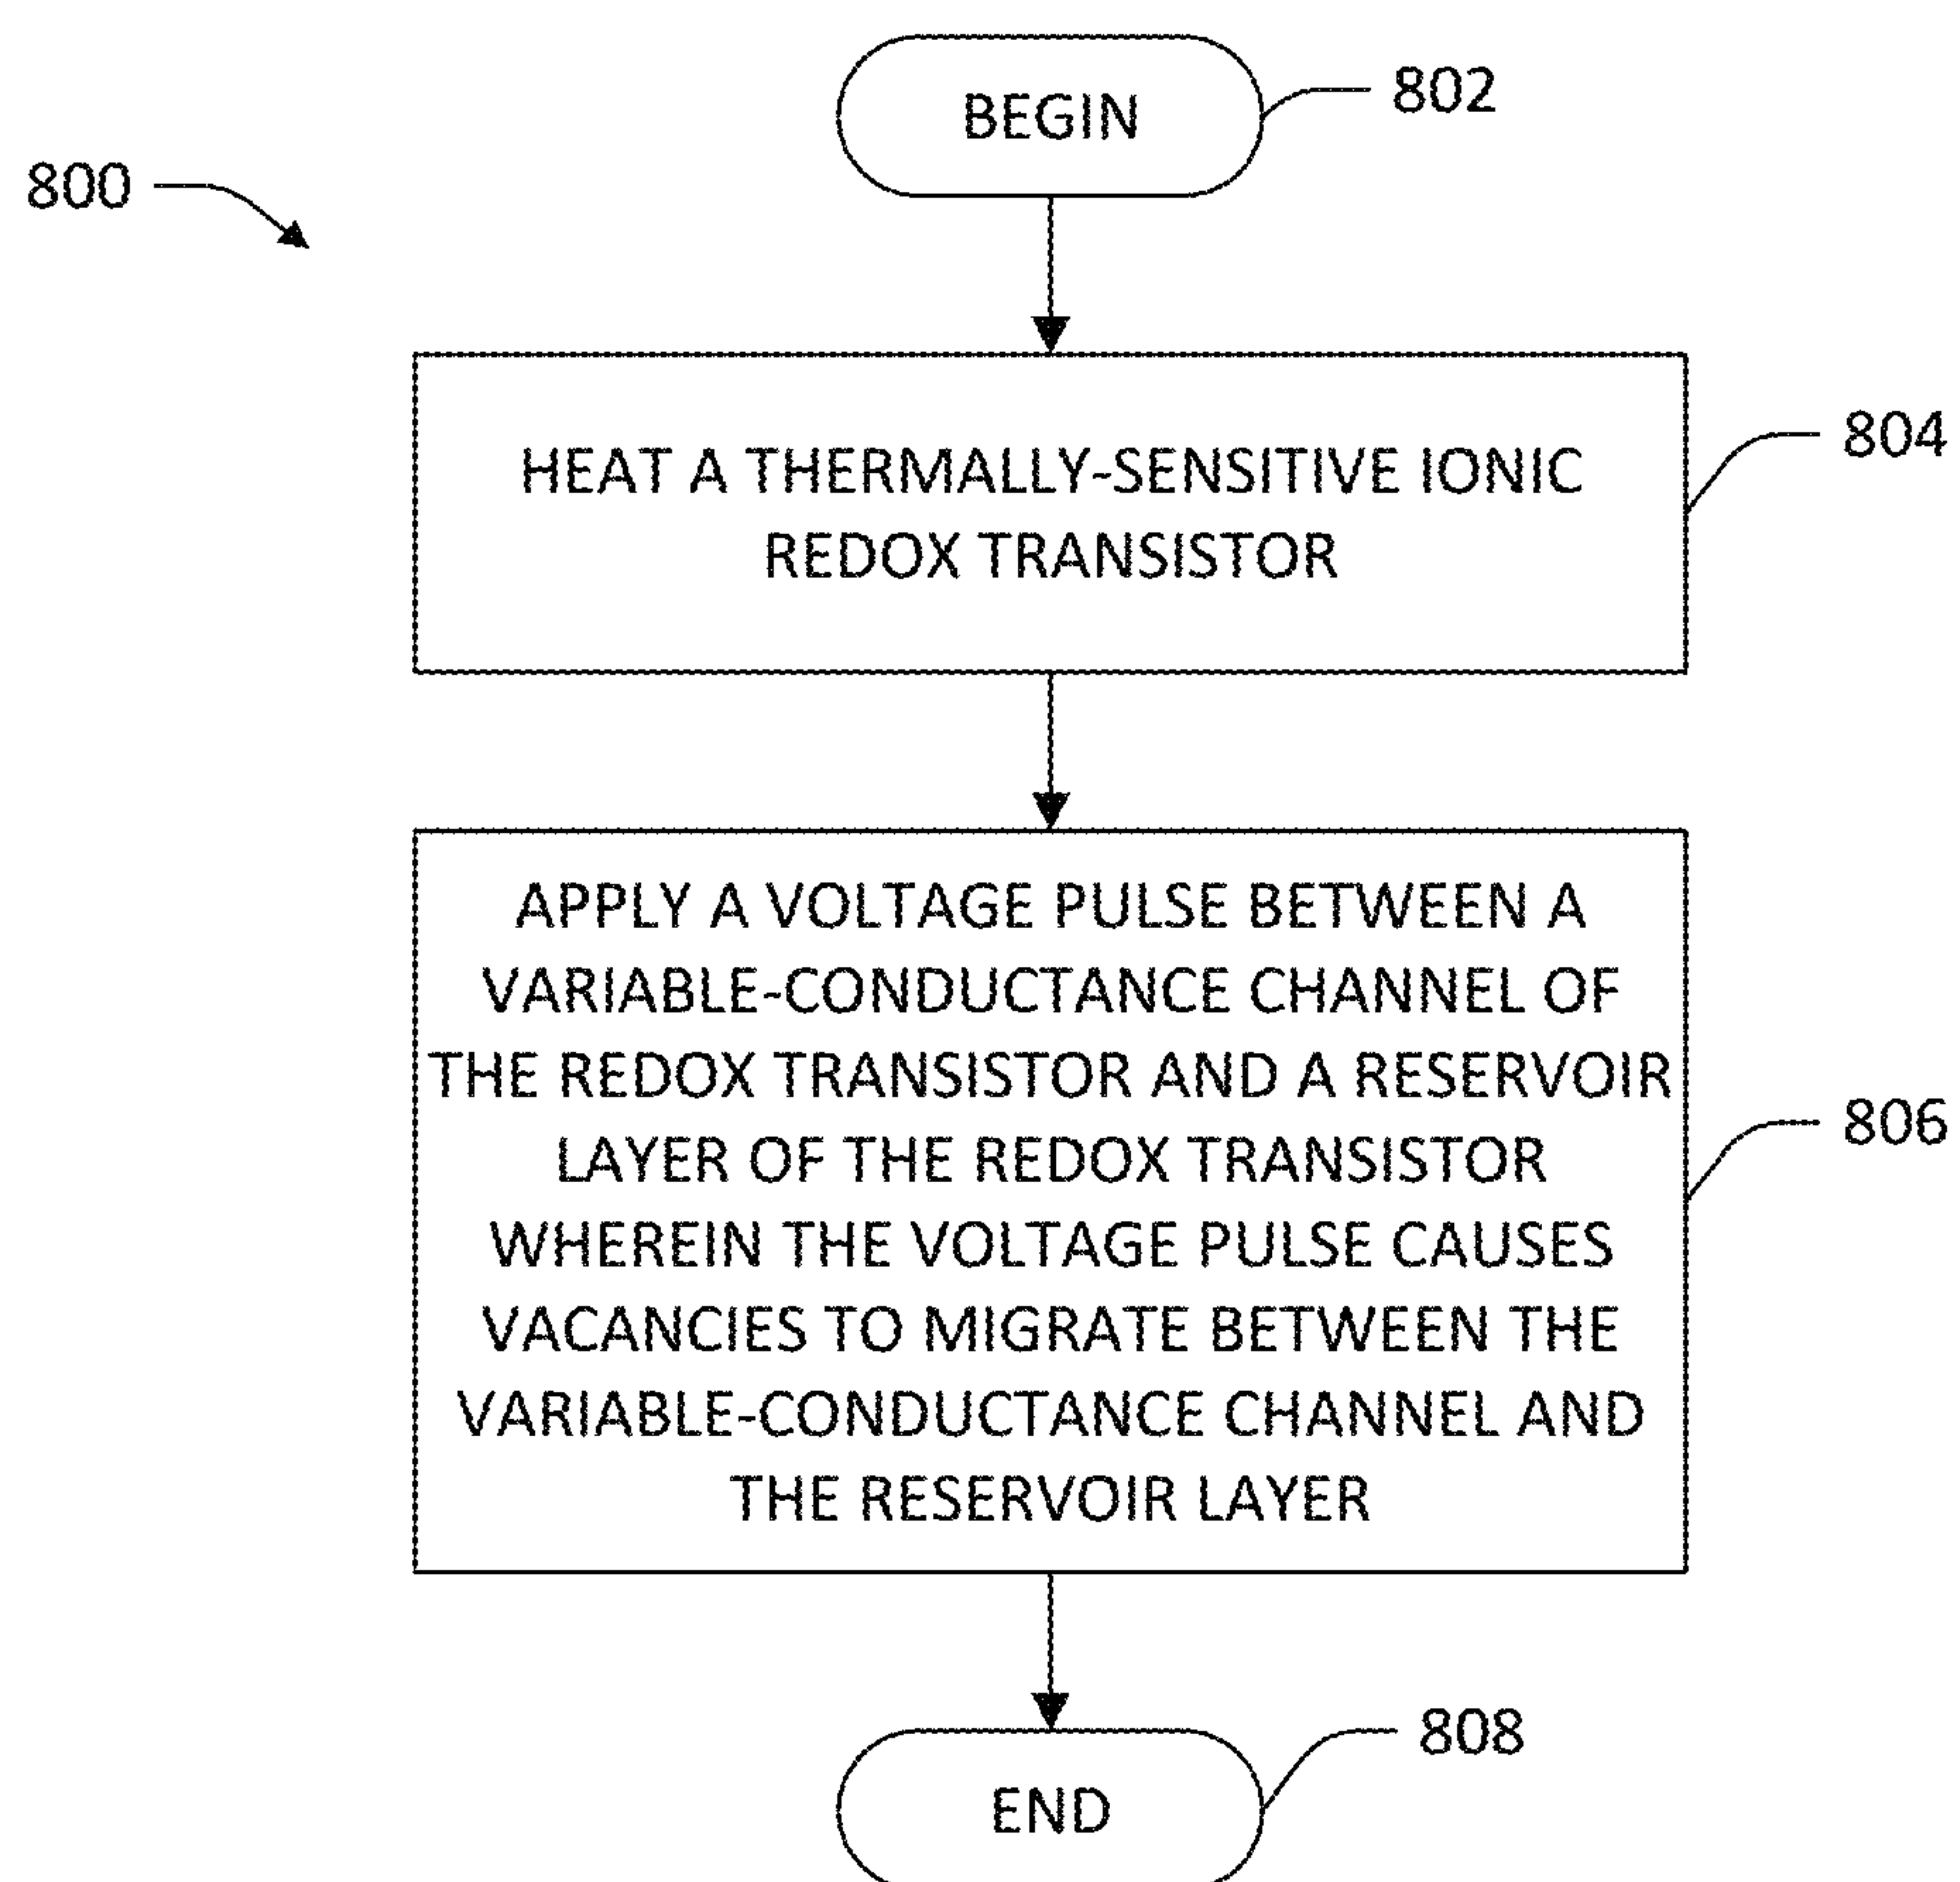 BEGIN
802
800
HEAT A THERMALLY-SENSITIVE IONIC
REDOX TRANSISTOR
804
APPLY A VOLTAGE PULSE BETWEEN A
VARIABLE-CONDUCTANCE CHANNEL OF
THE REDOX TRANSISTOR AND A RESERVOIR
LAYER OF THE REDOX TRANSISTOR
WHEREIN THE VOLTAGE PULSE CAUSES
VACANCIES TO MIGRATE BETWEEN THE
VARIABLE-CONDUCTANCE CHANNEL AND
THE RESERVOIR LAYER
806
END
808